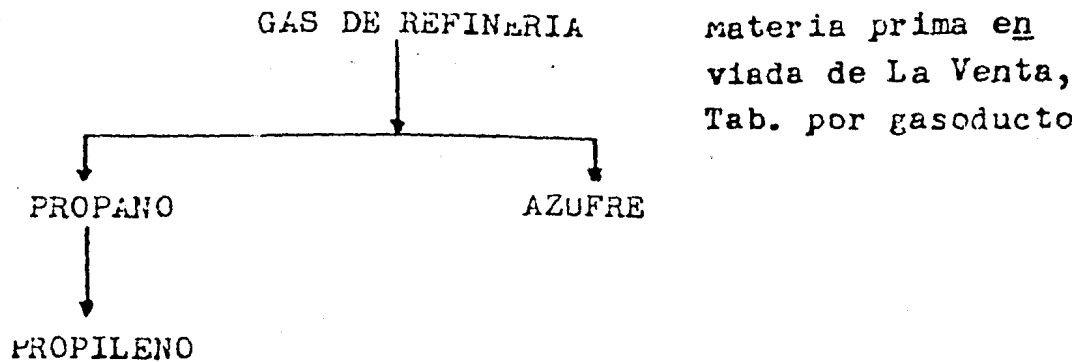 GAS DE REFINERIA
Materia prima en
viada de La Venta,
Tab. por gasoducto
PROPANO
AZUFRE
PROPILENO